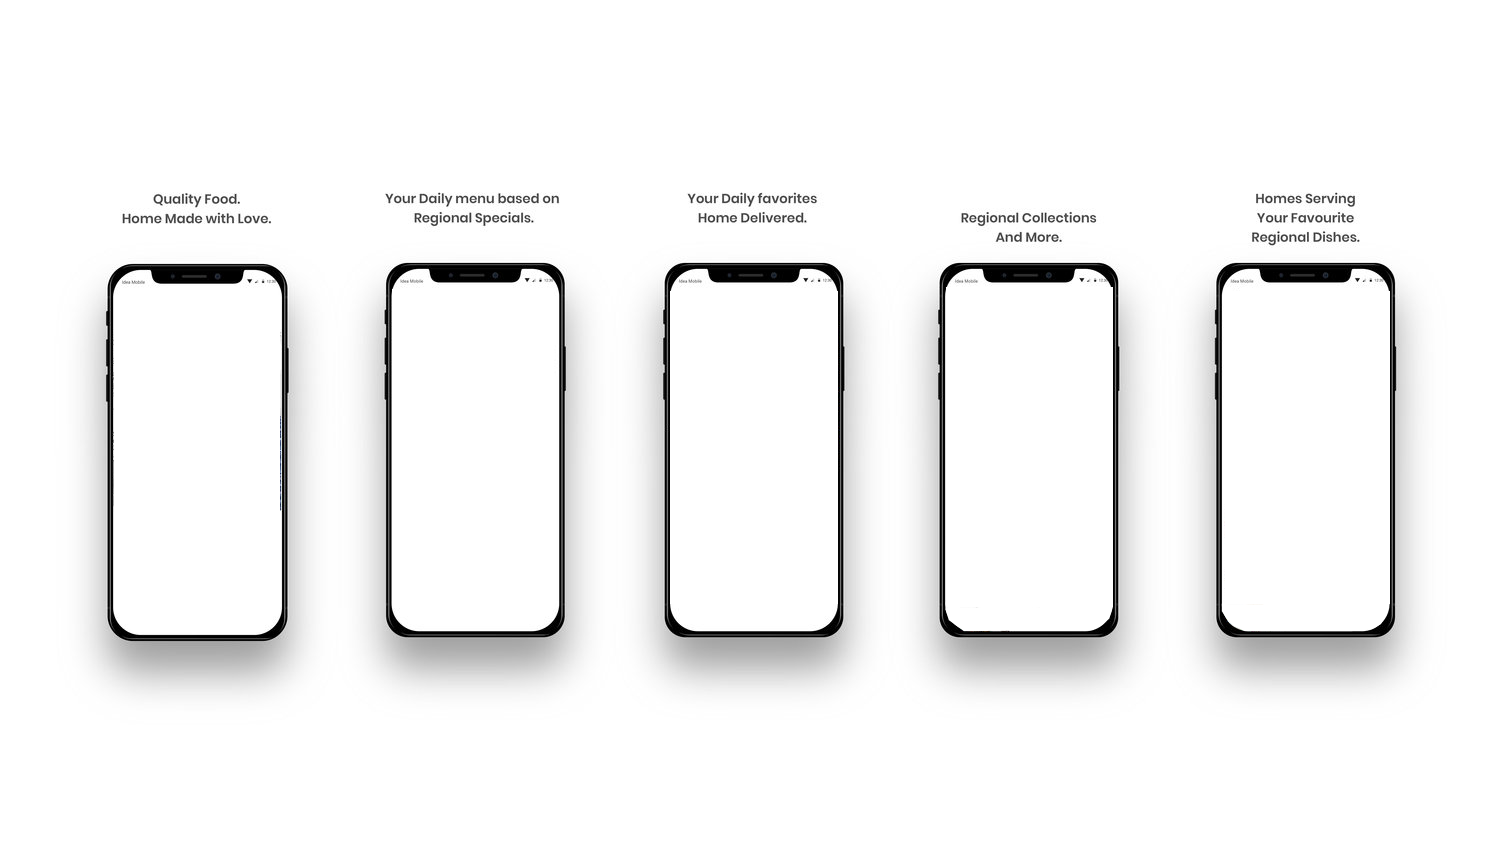 Quality Food.
Home Made with Love.
Idea Mobile
12:30
Your Daily menu based on
Regional Specials.
Idea Mobile
Your Daily favorites
Home Delivered.
Idea Mobile
Regional Collections
And More.
Idea Mobile
Homes Serving
Your Favourite
Regional Dishes.
Idea Mobile